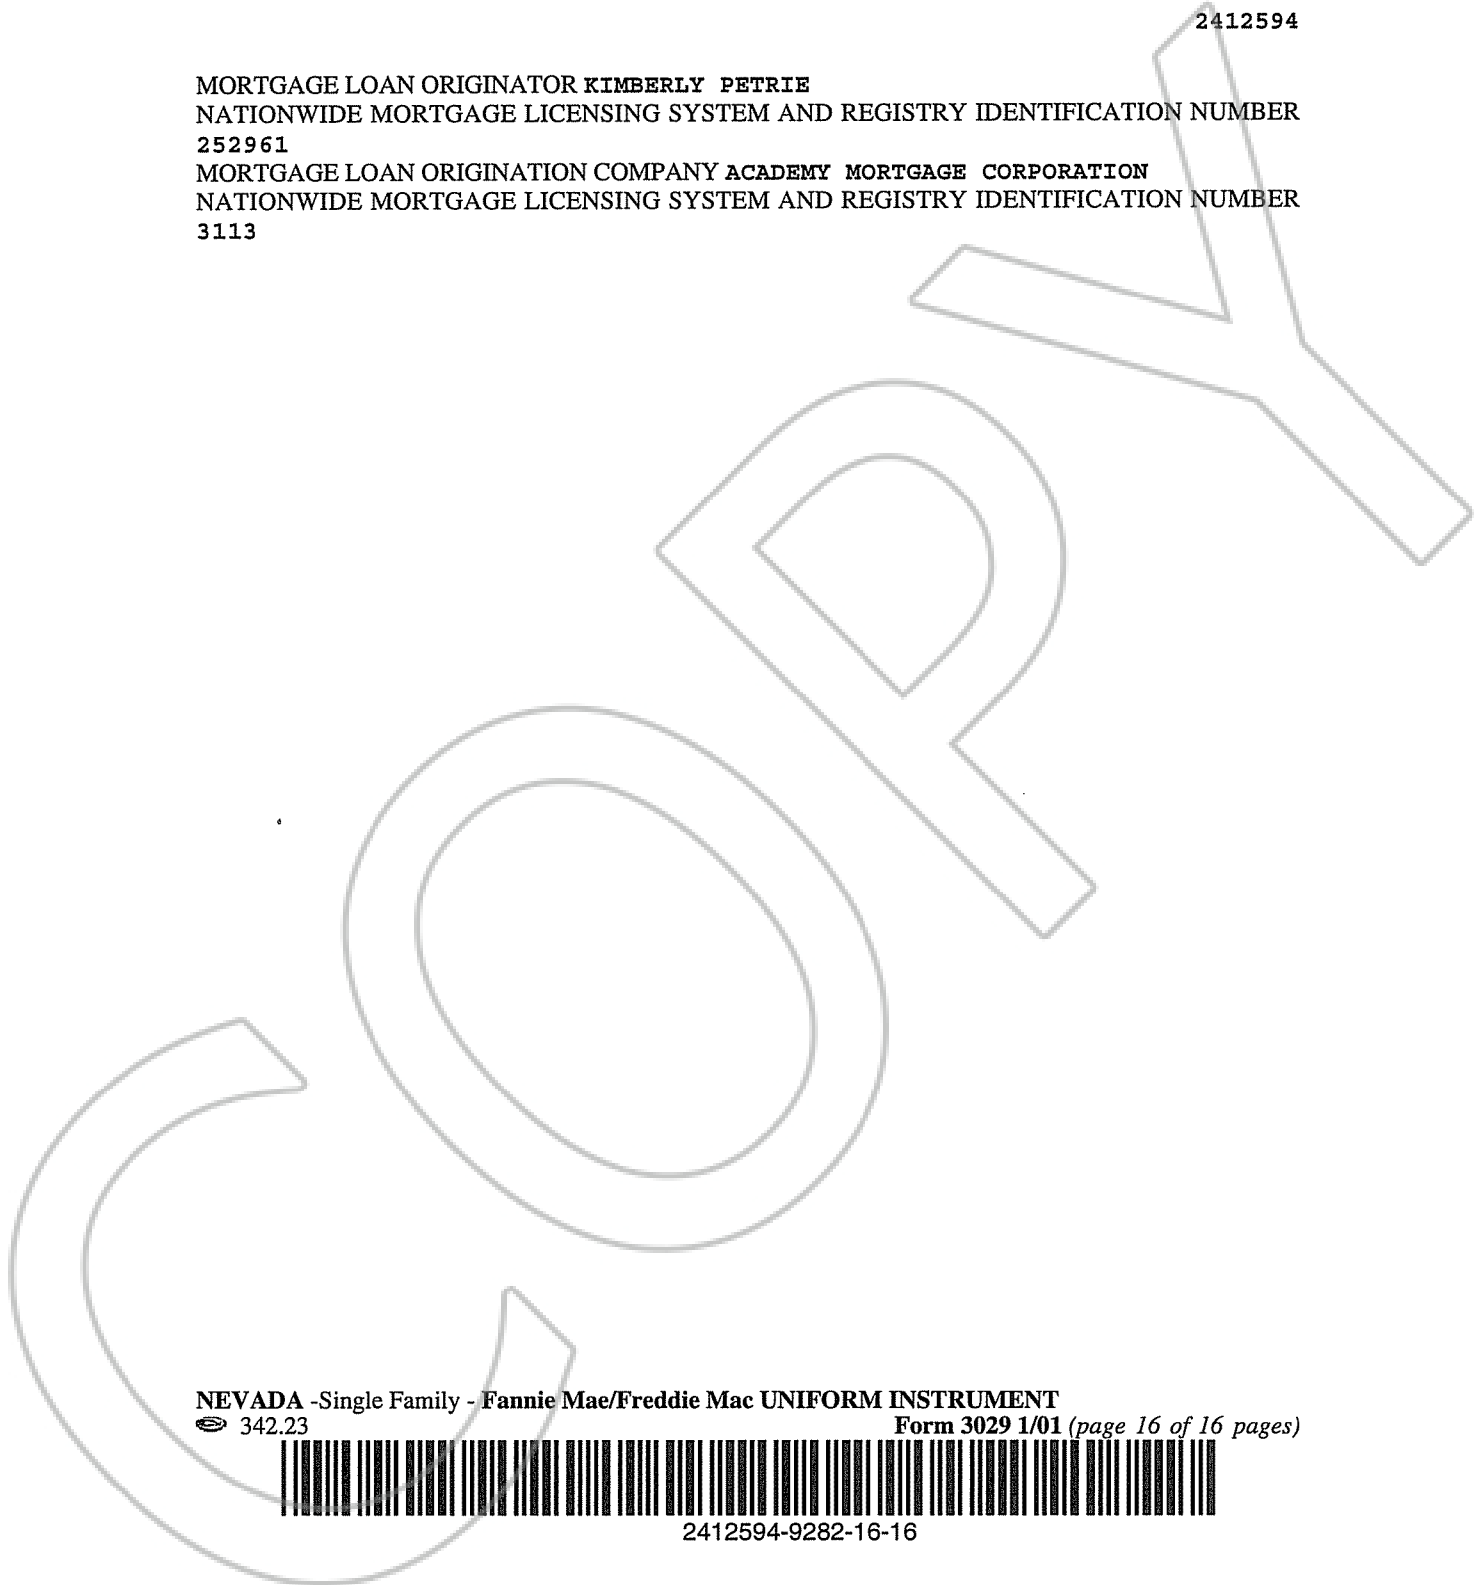 2412594
MORTGAGE LOAN ORIGINATOR KIMBERLY PETRIE
NATIONWIDE MORTGAGE LICENSING SYSTEM AND REGISTRY IDENTIFICATION NUMBER
252961
MORTGAGE LOAN ORIGINATION COMPANY ACADEMY MORTGAGE CORPORATION
NATIONWIDE MORTGAGE LICENSING SYSTEM AND REGISTRY IDENTIFICATION NUMBER
3113
COPY
NEVADA -Single Family - Fannie Mae/Freddie Mac UNIFORM INSTRUMENT
342.23 Form 3029 1/01 (page 16 of 16 pages)
2412594-9282-16-16